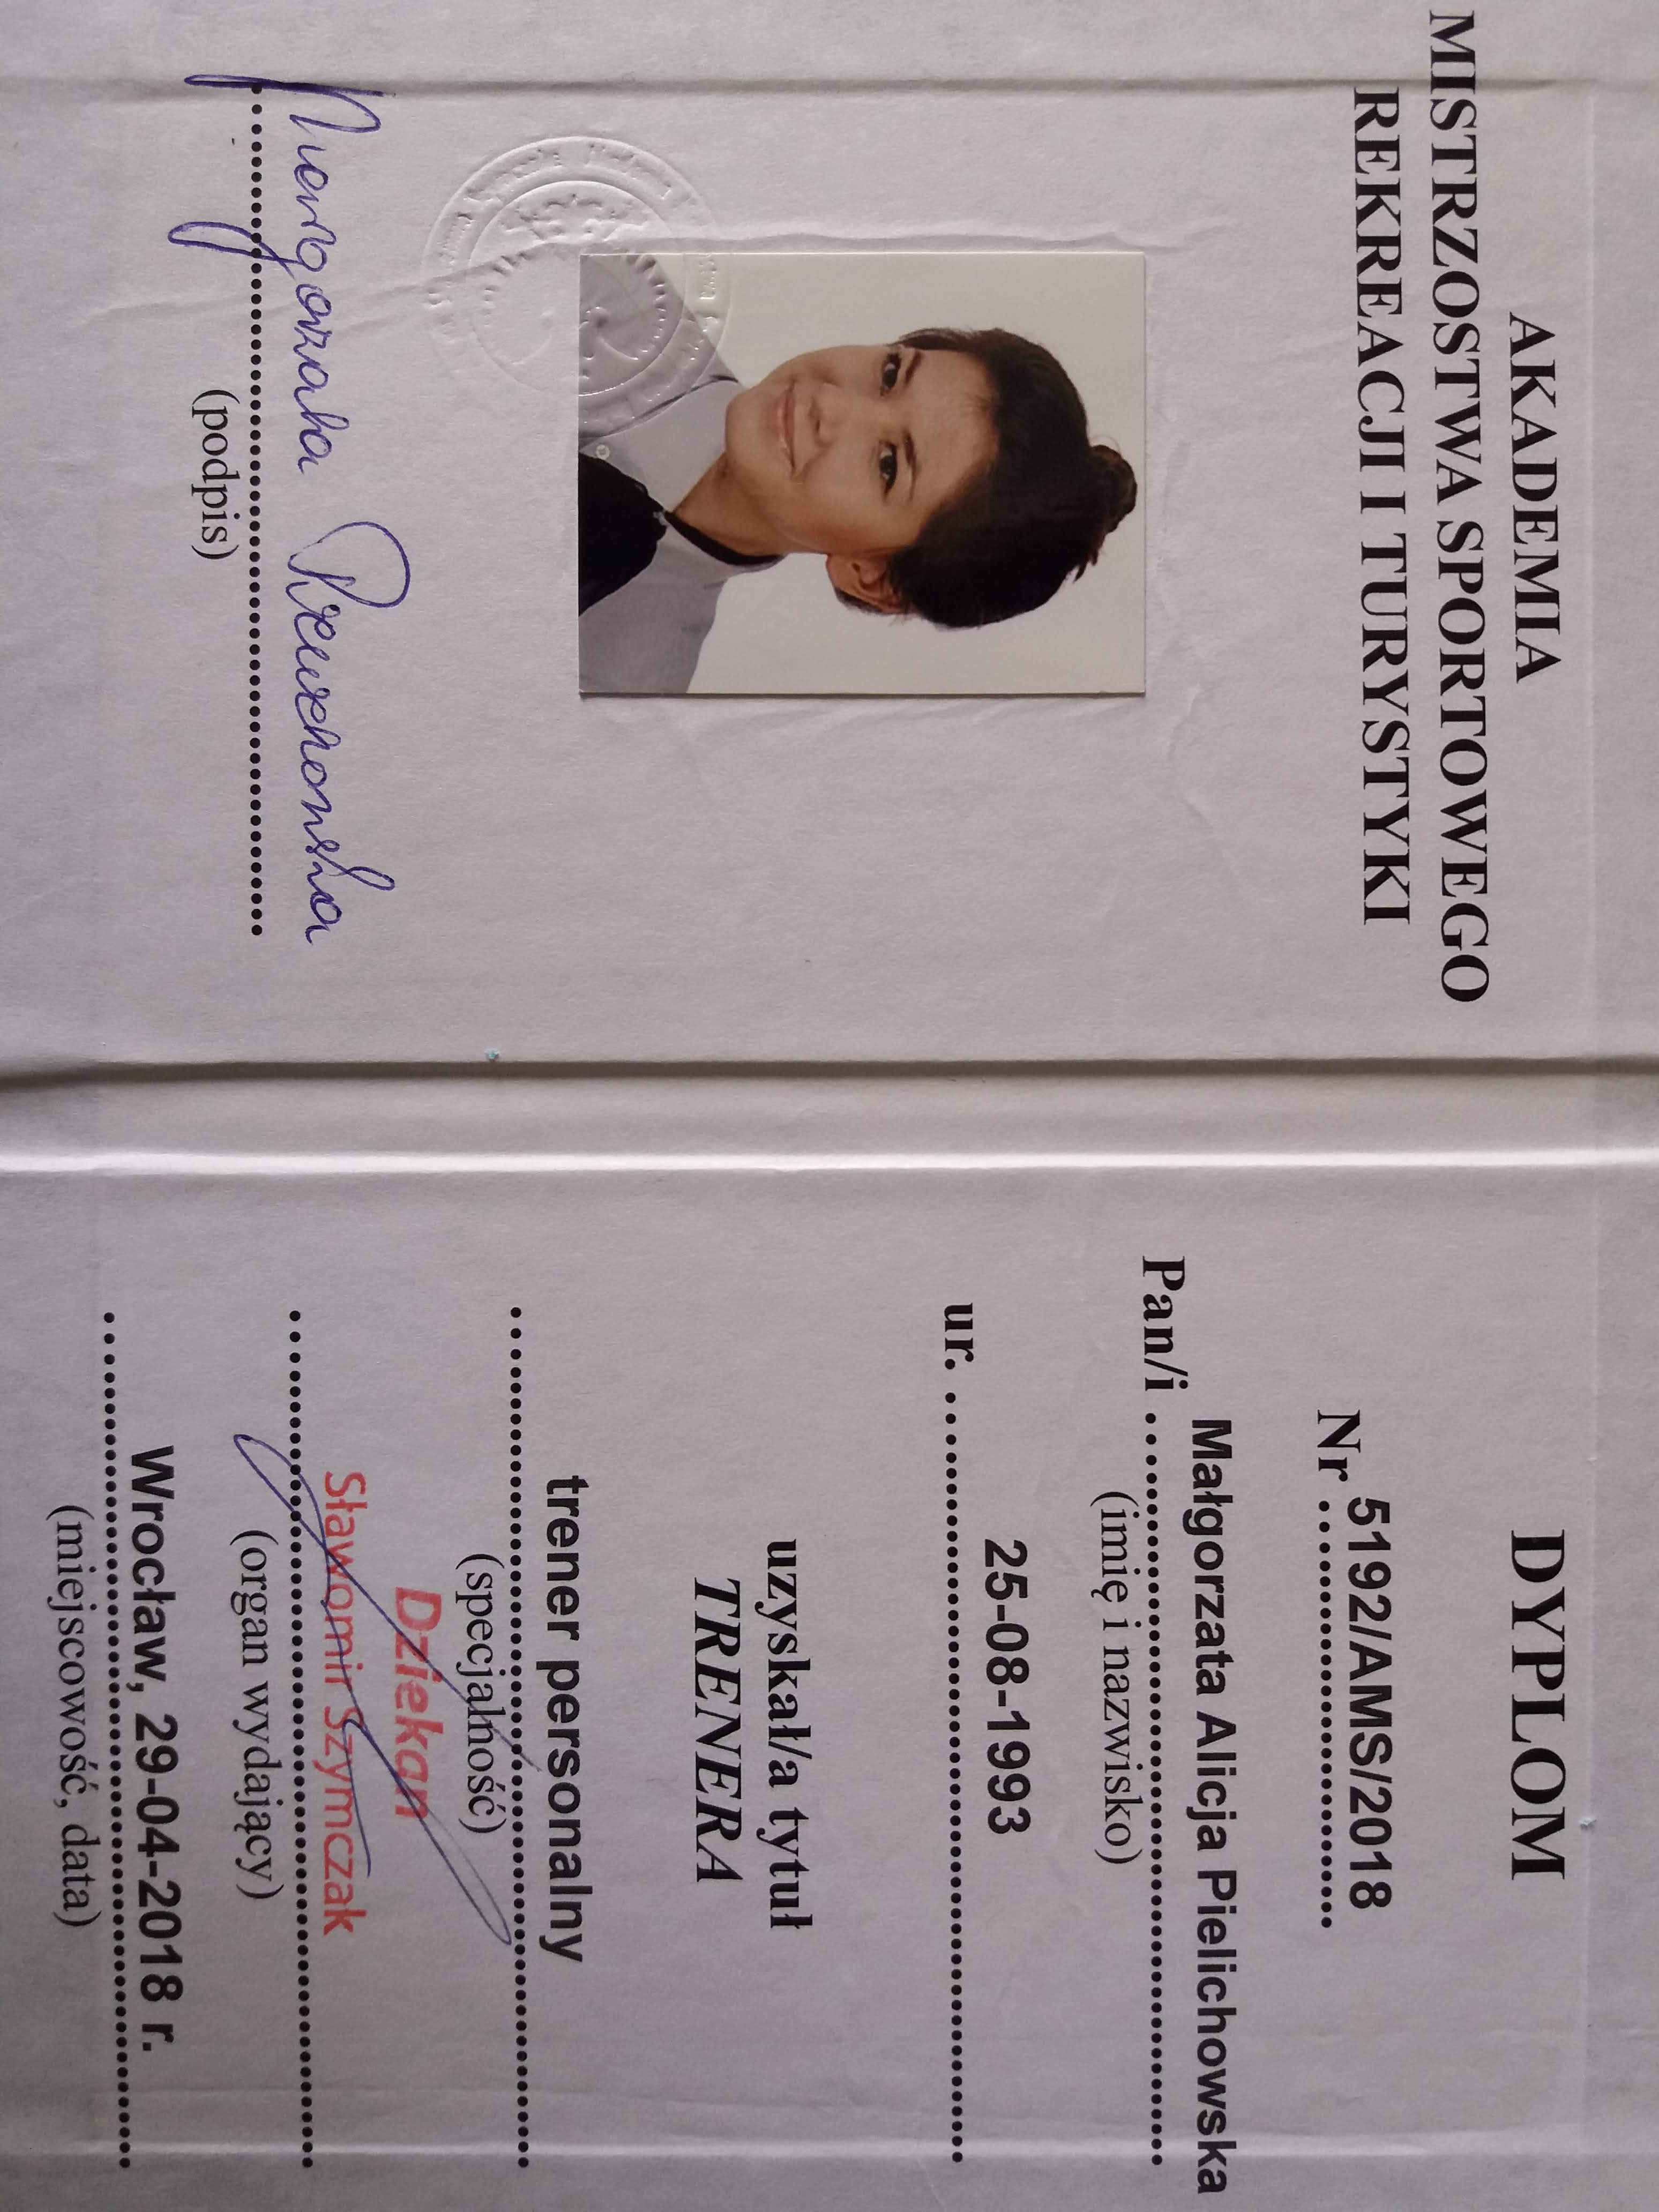 AKADEMIA
MISTRZOSTWA SPORTOWEGO
REKREACJI I TURYSTYKI
Małgorzata
(podpis)
DYPLOM
Nr 5192/AMS/2018
Pan/i Małgorzata Alicja Pielichowska
(imię i nazwisko)
ur. 25-08-1993
uzyskał/a tytuł
TRENERA
trener personalny
(specjalność)
Dziekan
Sławomir Szymczak
(organ wydający)
Wrocław, 29-04-2018 r.
(miejscowość, data)